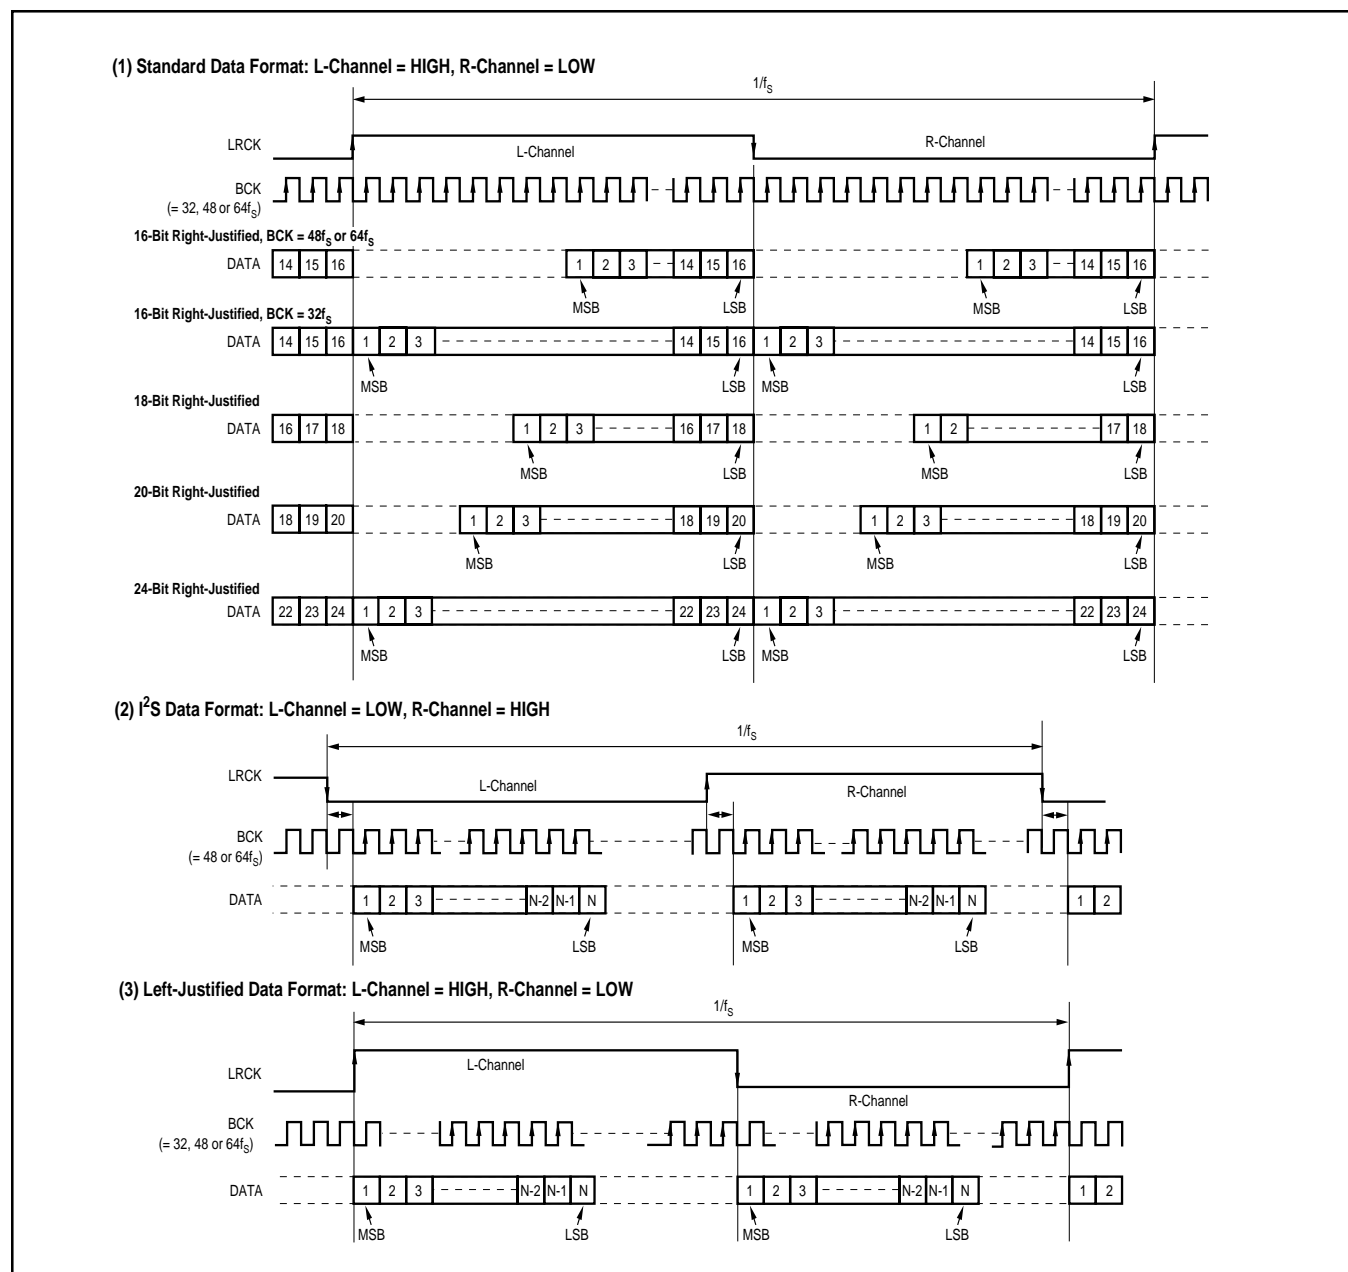 (1) Standard Data Format: L-Channel = HIGH, R-Channel = LOW
1/fS
LRCK
L-Channel
R-Channel
BCK
(= 32, 48 or 64fS)
16-Bit Right-Justified, BCK = 48fS or 64fS
DATA 14 15 16 1 2 3 14 15 16 1 2 3 14 15 16
MSB LSB MSB LSB
16-Bit Right-Justified, BCK = 32fS
DATA 14 15 16 1 2 3 14 15 16 1 2 3 14 15 16
MSB LSB MSB LSB
18-Bit Right-Justified
DATA 16 17 18 1 2 3 16 17 18 1 2 17 18
MSB LSB MSB LSB
20-Bit Right-Justified
DATA 18 19 20 1 2 3 18 19 20 1 2 3 18 19 20
MSB LSB MSB LSB
24-Bit Right-Justified
DATA 22 23 24 1 2 3 22 23 24 1 2 3 22 23 24
MSB LSB MSB LSB
(2) I²S Data Format: L-Channel = LOW, R-Channel = HIGH
1/fS
LRCK
L-Channel
R-Channel
BCK
(= 48 or 64fS)
DATA 1 2 3 N-2 N-1 N 1 2 3 N-2 N-1 N 1 2
MSB LSB MSB LSB
(3) Left-Justified Data Format: L-Channel = HIGH, R-Channel = LOW
1/fS
LRCK
L-Channel
R-Channel
BCK
(= 32, 48 or 64fS)
DATA 1 2 3 N-2 N-1 N 1 2 3 N-2 N-1 N 1 2
MSB LSB MSB LSB